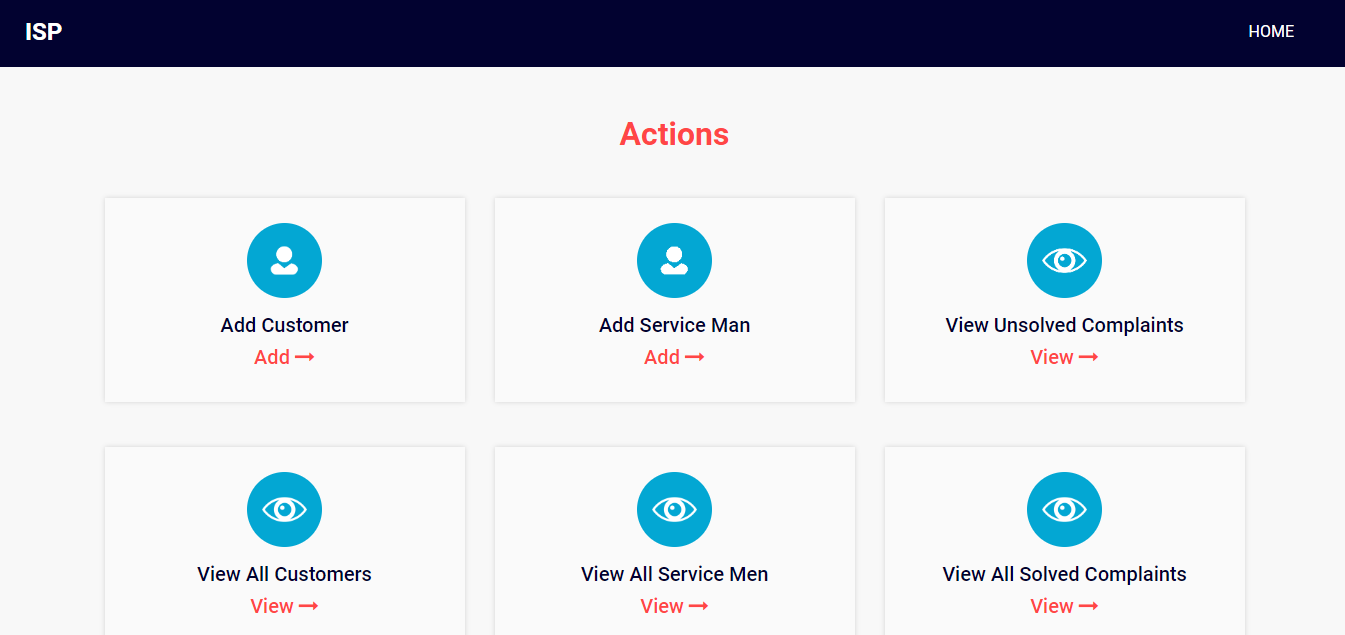 ISP
HOME
Actions
Add Customer
Add
Add Service Man
Add
View Unsolved Complaints
View
View All Customers
View
View All Service Men
View
View All Solved Complaints
View